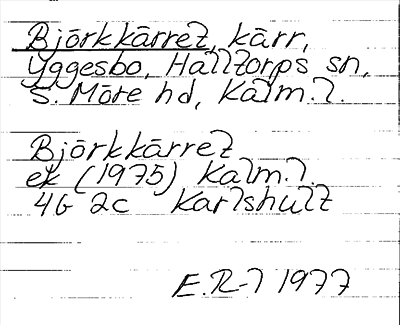 Björkkärret, kärr,
Yggesbo, Halltorps sn,
S. Möre hd, Kalm.l.
Björkkärret
ek (1975) Kalm.l.
4G 2c Karlshult
E.R-l 1977